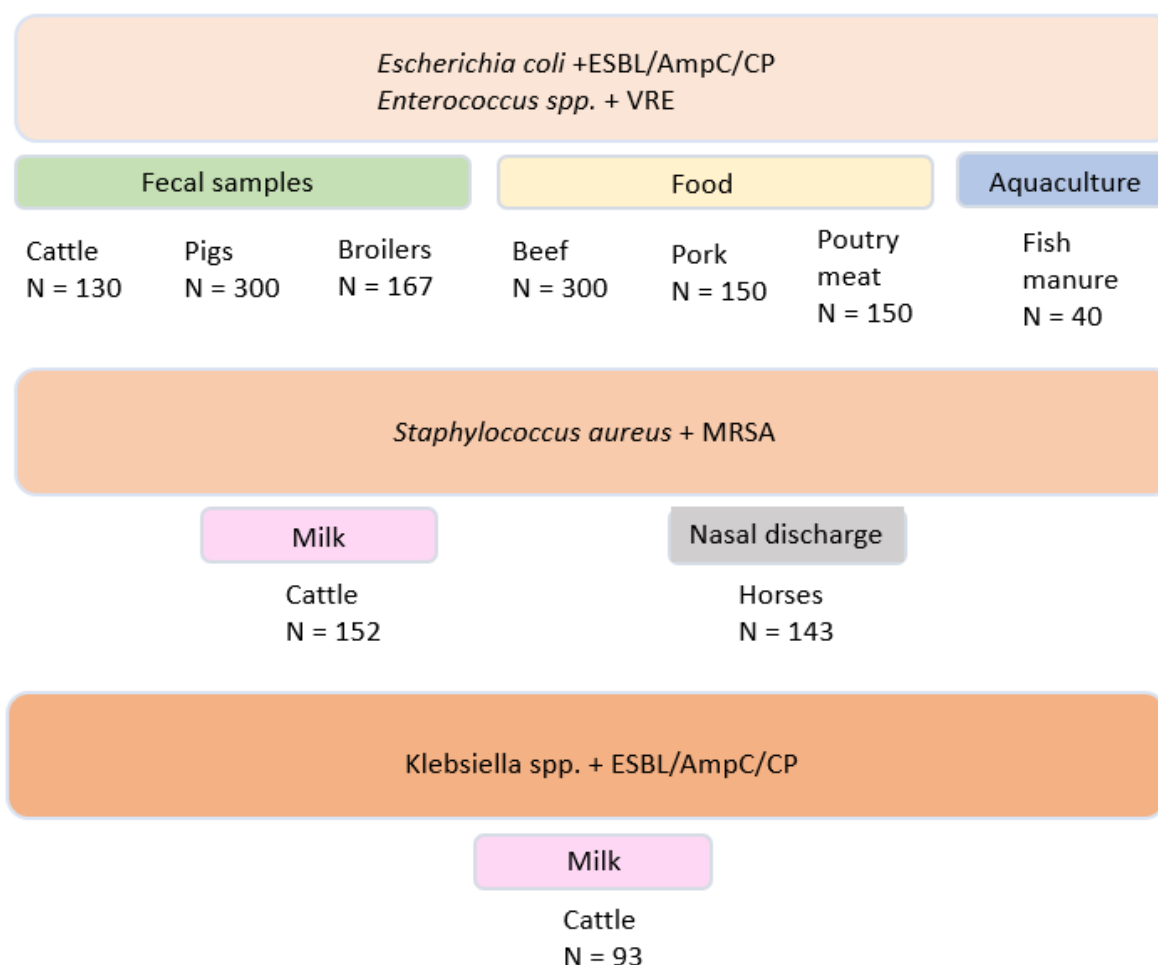 Escherichia coli +ESBL/AmpC/CP
Enterococcus spp. + VRE
Fecal samples
Food
Aquaculture
Cattle
N = 130
Pigs
N = 300
Broilers
N = 167
Beef
N = 300
Pork
N = 150
Poutry
meat
N = 150
Fish
manure
N = 40
Staphylococcus aureus + MRSA
Milk
Nasal discharge
Cattle
N = 152
Horses
N = 143
Klebsiella spp. + ESBL/AmpC/CP
Milk
Cattle
N = 93